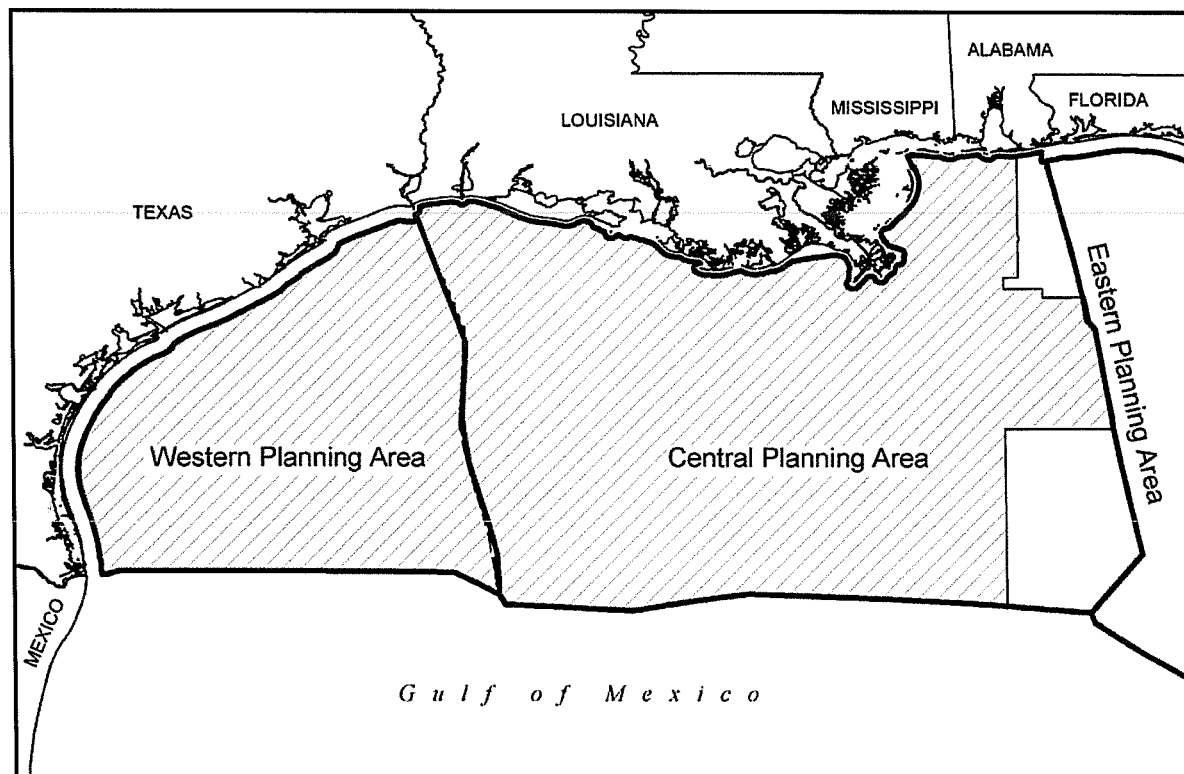 ALABAMA
MISSISSIPPI
FLORIDA
LOUISIANA
TEXAS
Western Planning Area
Central Planning Area
Eastern Planning Area
MEXICO
Gulf of Mexico